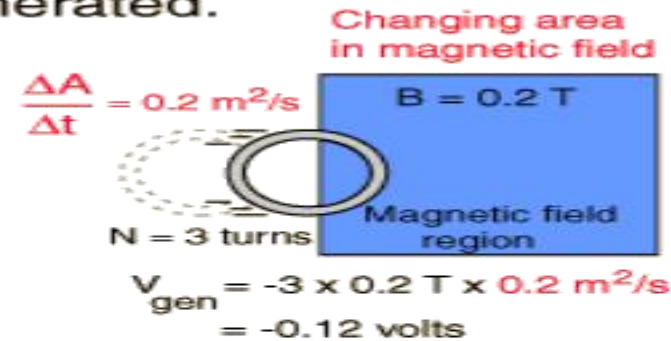 nerated.
Changing area
in magnetic field
ΔA/Δt = 0.2 m²/s
B = 0.2 T
N = 3 turns
Magnetic field
region
Vgen = -3 x 0.2 T x 0.2 m²/s
= -0.12 volts